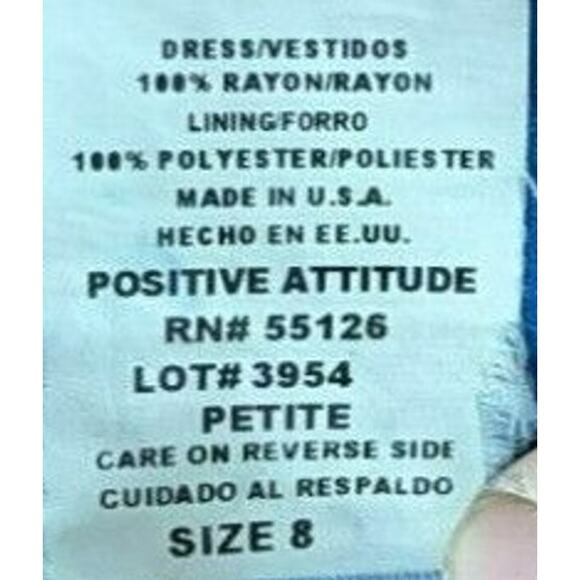 DRESS/VESTIDOS
100% RAYON/RAYON
LINING/FORRO
100% POLYESTER/POLIESTER
MADE IN U.S.A.
HECHO EN EE.UU.
POSITIVE ATTITUDE
RN# 55126
LOT# 3954
PETITE
CARE ON REVERSE SIDE
CUIDADO AL RESPALDO
SIZE 8